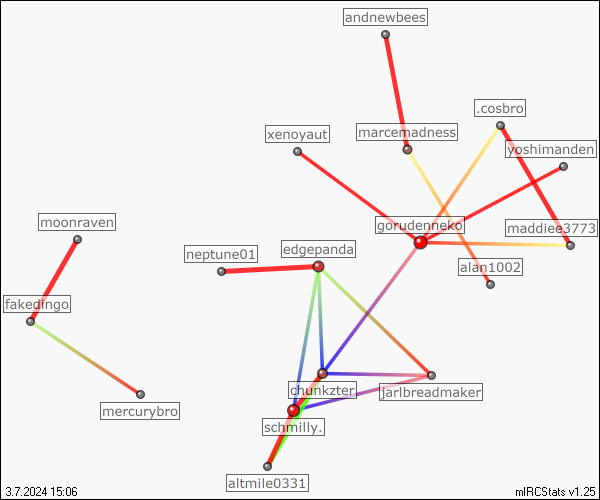 andnewbees
.cosbro
xenoyaut
marcemadness
yoshimanden
moonraven
gorudenneko
maddiee3773
neptune01
edgepanda
alan1002
fakedingo
chunkzter
jarlbreadmaker
mercurybro
schmilly.
altmile0331
3.7.2024 15:06
mIRCStats v1.25